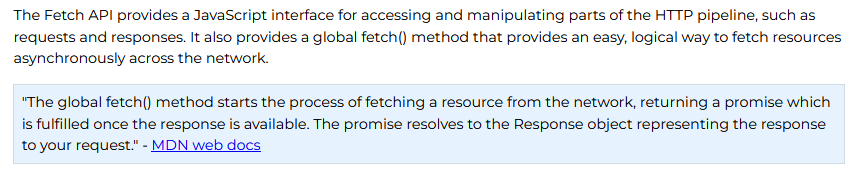 The Fetch API provides a JavaScript interface for accessing and manipulating parts of the HTTP pipeline, such as
requests and responses. It also provides a global fetch() method that provides an easy, logical way to fetch resources
asynchronously across the network.
"The global fetch() method starts the process of fetching a resource from the network, returning a promise which
is fulfilled once the response is available. The promise resolves to the Response object representing the response
to your request." - MDN web docs